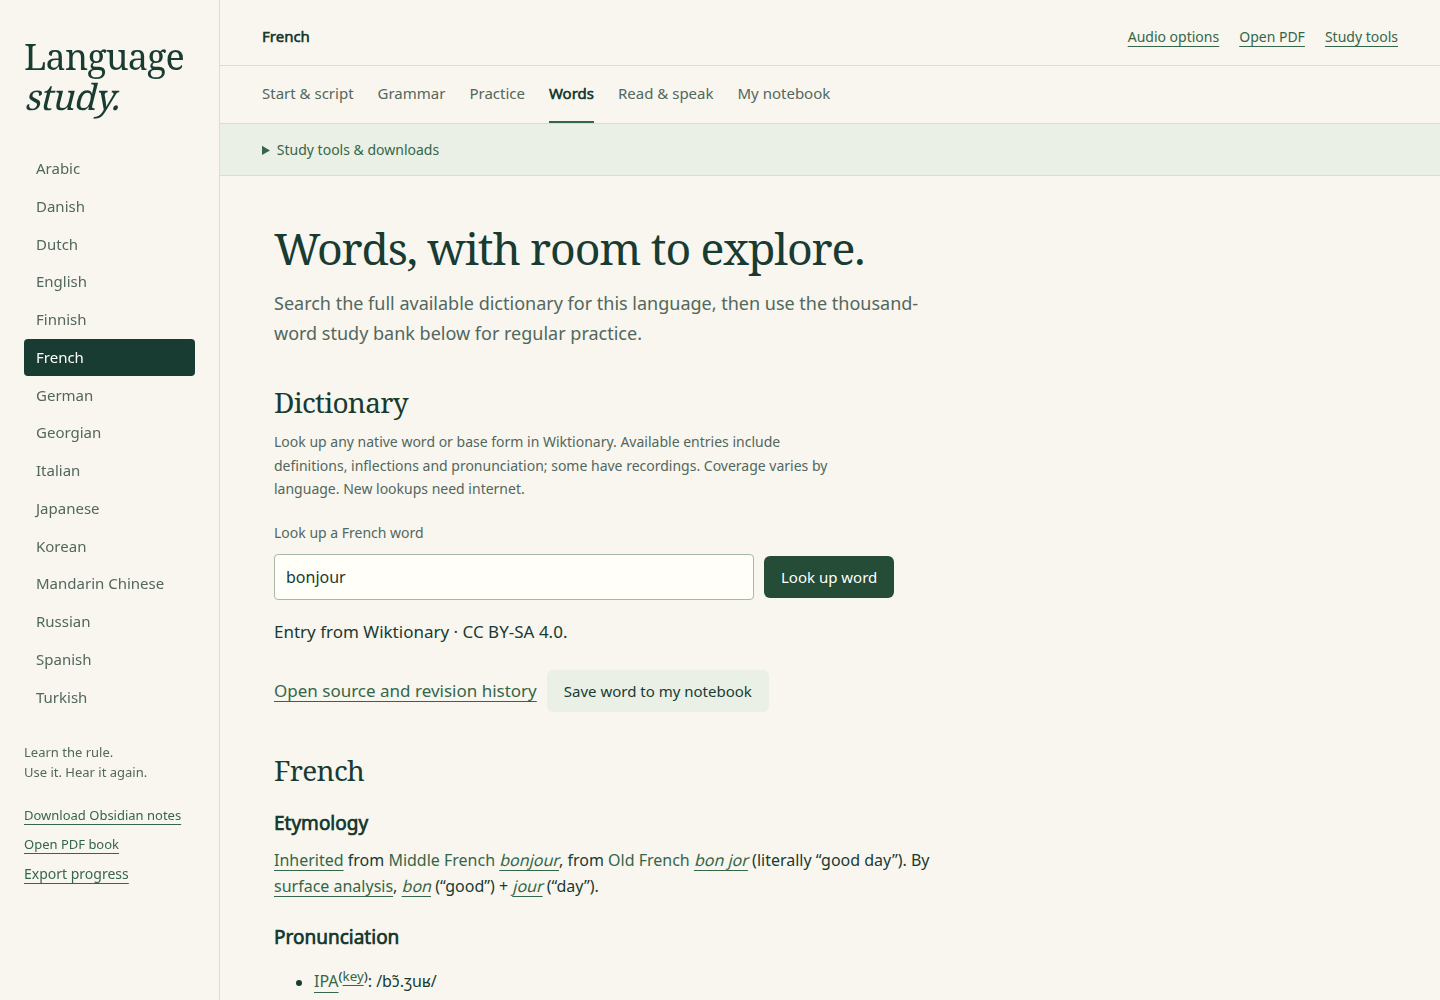 Language
study.
Arabic
Danish
Dutch
English
Finnish
French
German
Georgian
Italian
Japanese
Korean
Mandarin Chinese
Russian
Spanish
Turkish
Learn the rule.
Use it. Hear it again.
Download Obsidian notes
Open PDF book
Export progress
French
Audio options Open PDF Study tools
Start & script Grammar Practice Words Read & speak My notebook
▶ Study tools & downloads
Words, with room to explore.
Search the full available dictionary for this language, then use the thousand-
word study bank below for regular practice.
Dictionary
Look up any native word or base form in Wiktionary. Available entries include
definitions, inflections and pronunciation; some have recordings. Coverage varies by
language. New lookups need internet.
Look up a French word
bonjour Look up word
Entry from Wiktionary · CC BY-SA 4.0.
Open source and revision history Save word to my notebook
French
Etymology
Inherited from Middle French bonjour, from Old French bon jor (literally “good day”). By
surface analysis, bon (“good”) + jour (“day”).
Pronunciation
• IPA(key): /bɔ̃.ʒuʁ/